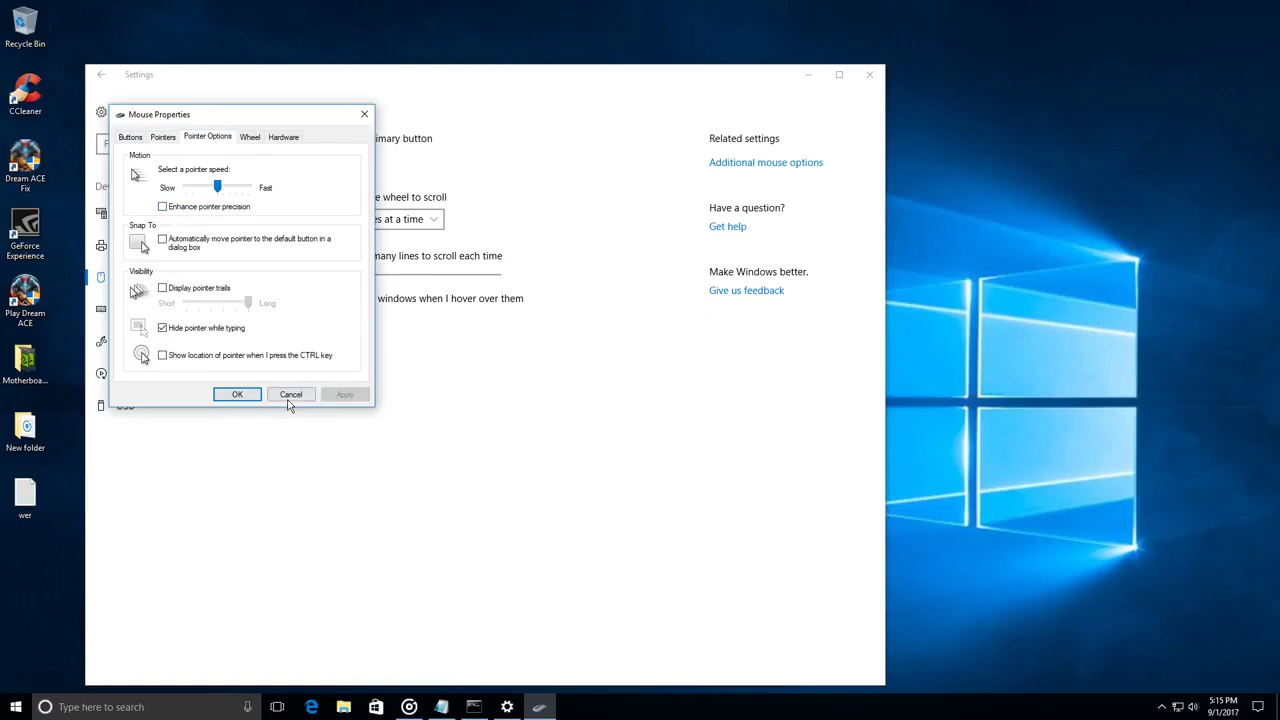 Recycle Bin
CCleaner
Dream ACE
Fix
GeForce
Experience
Play Dream
ACE
Motherboa...
New folder
wer
Settings
Mouse Properties
Buttons
Pointers
Pointer Options
Wheel
Hardware
Motion
Select a pointer speed:
Slow
Fast
Enhance pointer precision
Snap To
Automatically move pointer to the default button in a
dialog box
Visibility
Display pointer trails
Short
Long
Hide pointer while typing
Show location of pointer when I press the CTRL key
OK
Cancel
Apply
imary button
e wheel to scroll
es at a time
many lines to scroll each time
windows when I hover over them
Related settings
Additional mouse options
Have a question?
Get help
Make Windows better.
Give us feedback
Type here to search
5:15 PM
9/1/2017